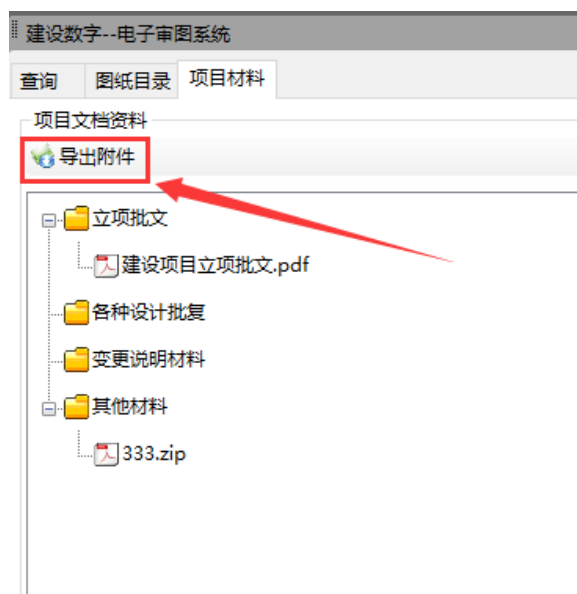 建设数字--电子审图系统
查询 图纸目录 项目材料
项目文档资料
导出附件
立项批文
建设项目立项批文.pdf
各种设计批复
变更说明材料
其他材料
333.zip